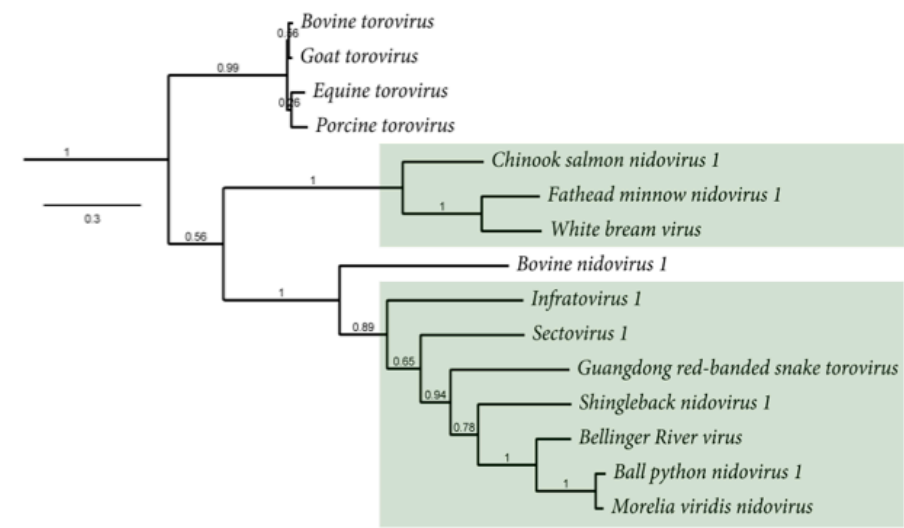 Bovine torovirus
0.56
Goat torovirus
0.99
Equine torovirus
0.26
Porcine torovirus
1
Chinook salmon nidovirus 1
1
Fathead minnow nidovirus 1
1
0.3
White bream virus
0.56
Bovine nidovirus 1
1
Infratovirus 1
0.89
Sectovirus 1
0.65
Guangdong red-banded snake torovirus
0.94
Shingleback nidovirus 1
0.78
Bellinger River virus
1
Ball python nidovirus 1
1
Morelia viridis nidovirus